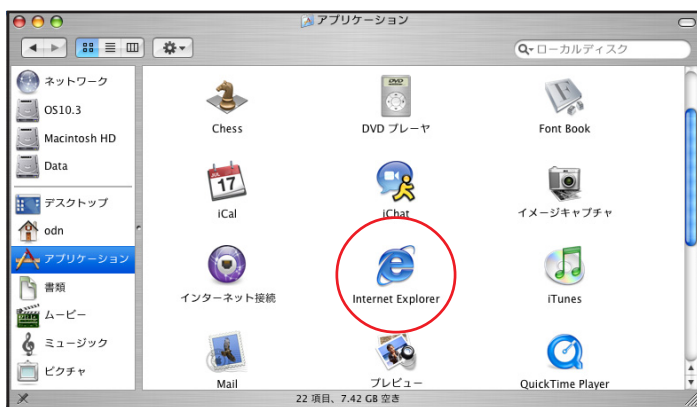 アプリケーション
ローカルディスク
ネットワーク
OS10.3
Macintosh HD
Data
デスクトップ
odn
アプリケーション
書類
ムービー
ミュージック
ピクチャ
Chess
DVD プレーヤ
Font Book
JUL 17
iCal
iChat
イメージキャプチャ
インターネット接続
Internet Explorer
iTunes
Mail
プレビュー
QuickTime Player
22 項目、7.42 GB 空き